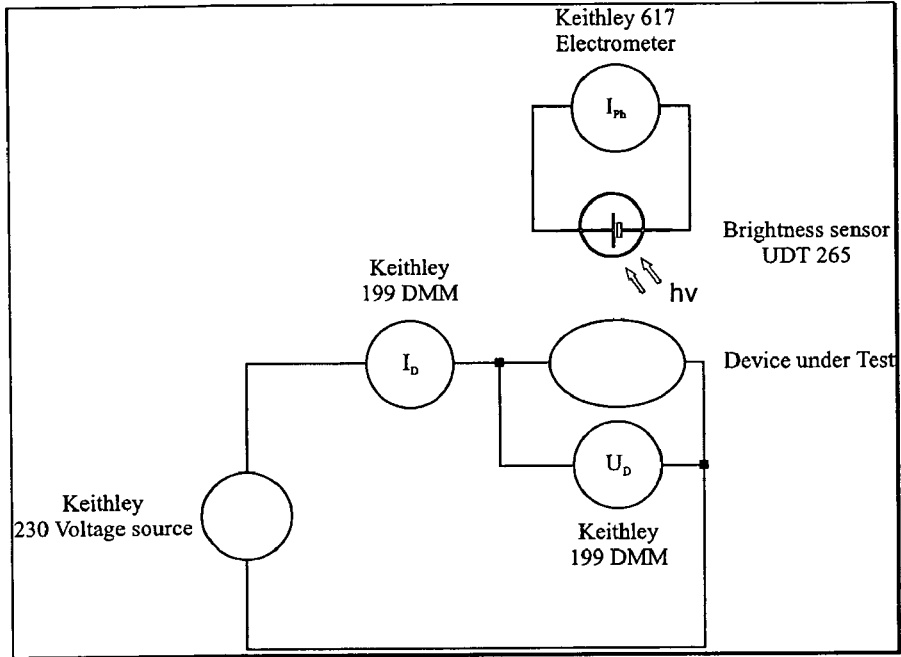 Keithley 617
Electrometer
I_Ph
Brightness sensor
UDT 265
hν
Keithley
199 DMM
I_D
Device under Test
U_D
Keithley
230 Voltage source
Keithley
199 DMM